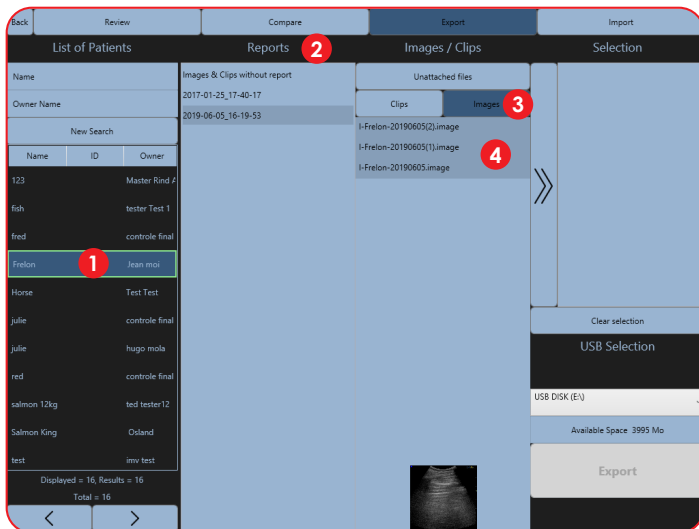 Back Review Compare Export Import
List of Patients Reports 2 Images / Clips Selection
Name
Owner Name
New Search
Name ID Owner
123 Master Rind A
fish tester Test 1
fred controle final
Frelon 1 Jean moi
Horse Test Test
julie controle final
julie hugo mola
red controle final
salmon 12kg ted tester12
Salmon King Osland
test imv test
Displayed = 16, Results = 16
Total = 16
Images & Clips without report
2017-01-25_17-40-17
2019-06-05_16-19-53
Unattached files
Clips Images 3
I-Frelon-20190605(2).image
I-Frelon-20190605(1).image 4
I-Frelon-20190605.image
Clear selection
USB Selection
USB DISK (E:\)
Available Space 3995 Mo
Export